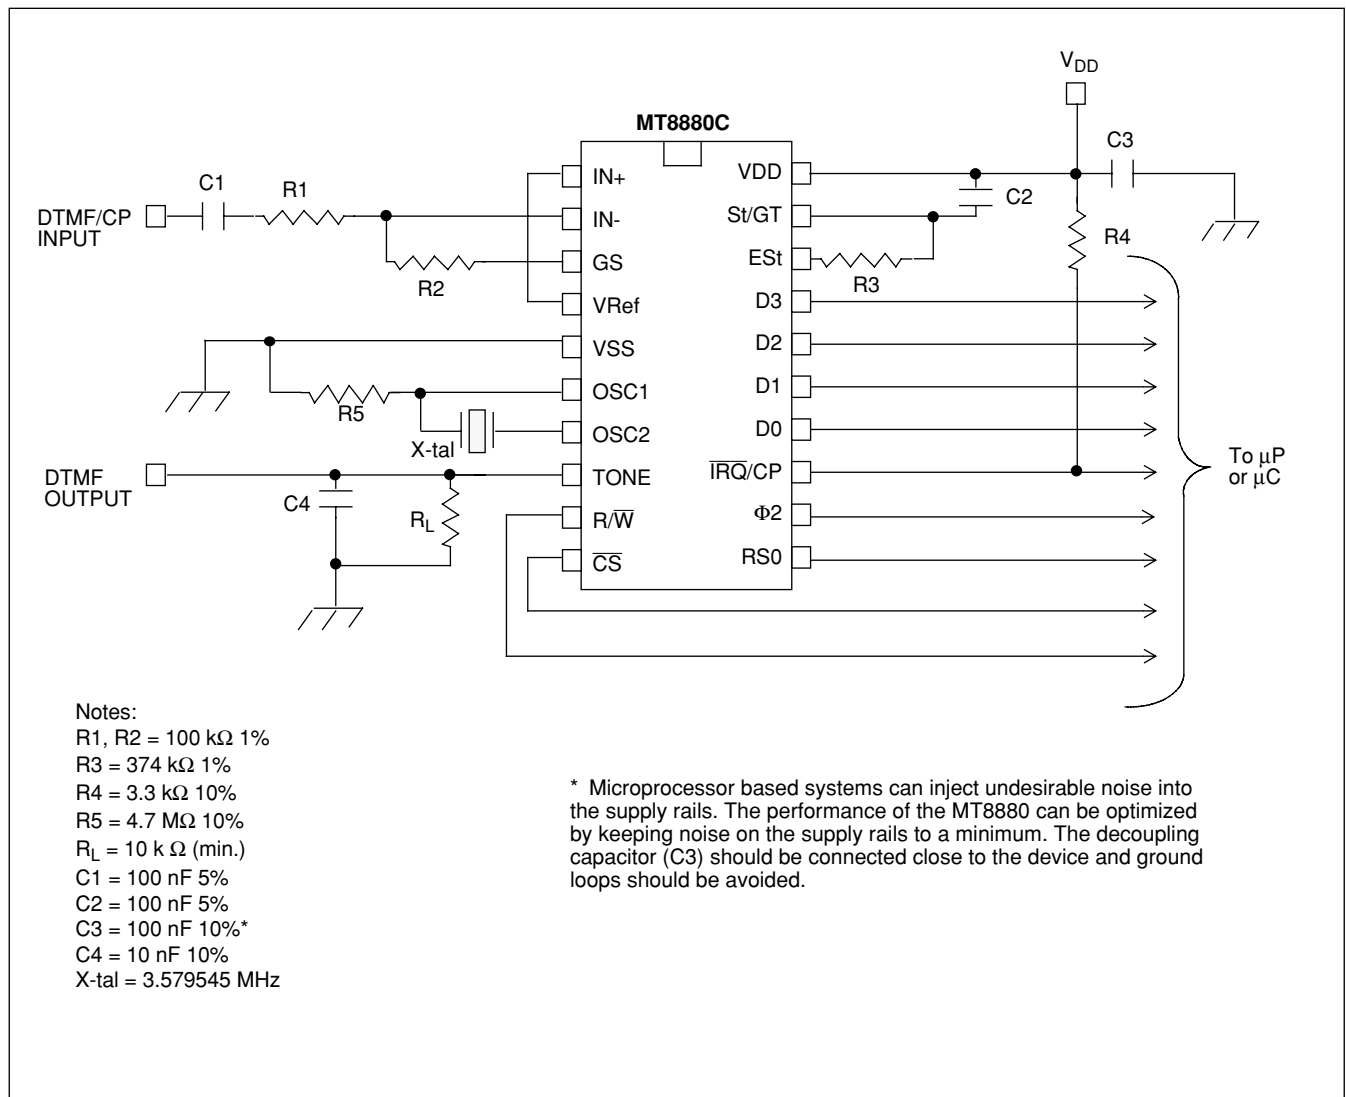 V_DD
MT8880C
C3
C1
R1
DTMF/CP
INPUT
R2
IN+
IN-
GS
VRef
VSS
OSC1
OSC2
TONE
R/W̅
C̅S̅
VDD
St/GT
ESt
D3
D2
D1
D0
I̅R̅Q̅/CP
Φ2
RS0
C2
R4
R3
R5
X-tal
DTMF
OUTPUT
C4
R_L
To μP
or μC
Notes:
R1, R2 = 100 kΩ 1%
R3 = 374 kΩ 1%
R4 = 3.3 kΩ 10%
R5 = 4.7 MΩ 10%
R_L = 10 k Ω (min.)
C1 = 100 nF 5%
C2 = 100 nF 5%
C3 = 100 nF 10%*
C4 = 10 nF 10%
X-tal = 3.579545 MHz
* Microprocessor based systems can inject undesirable noise into
the supply rails. The performance of the MT8880 can be optimized
by keeping noise on the supply rails to a minimum. The decoupling
capacitor (C3) should be connected close to the device and ground
loops should be avoided.